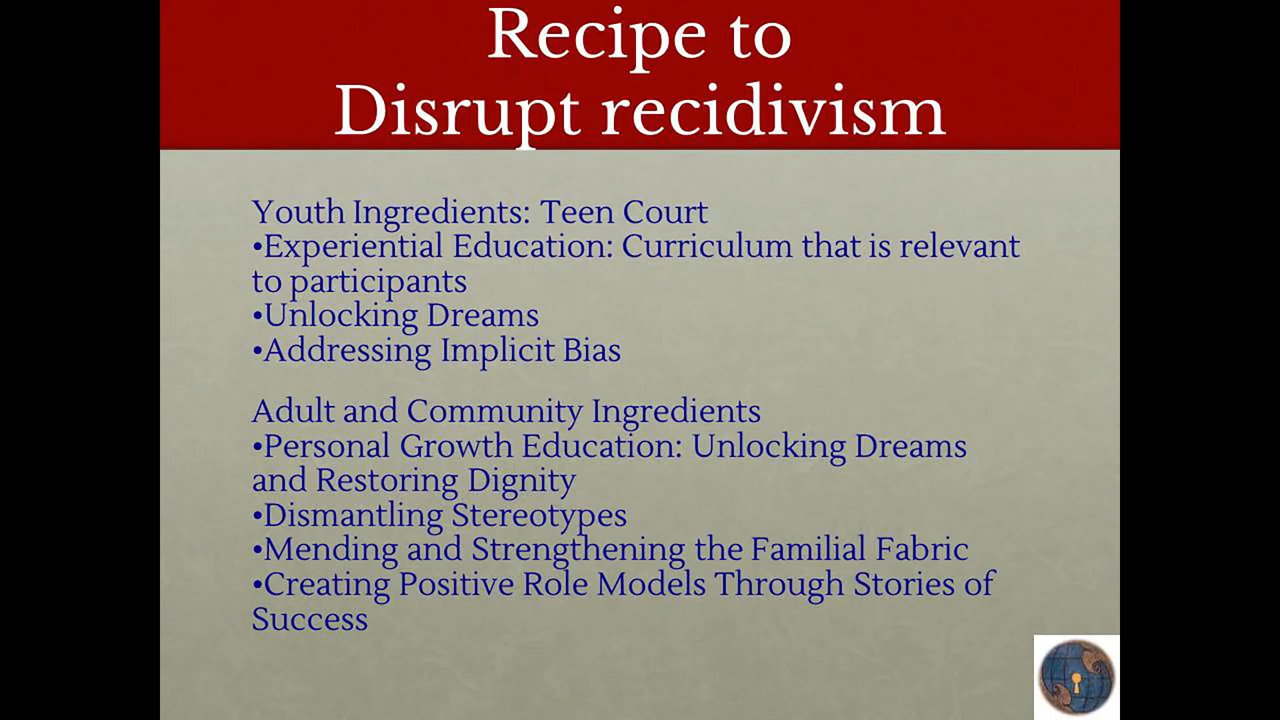 Recipe to
Disrupt recidivism
Youth Ingredients: Teen Court
•Experiential Education: Curriculum that is relevant
to participants
•Unlocking Dreams
•Addressing Implicit Bias
Adult and Community Ingredients
•Personal Growth Education: Unlocking Dreams
and Restoring Dignity
•Dismantling Stereotypes
•Mending and Strengthening the Familial Fabric
•Creating Positive Role Models Through Stories of
Success